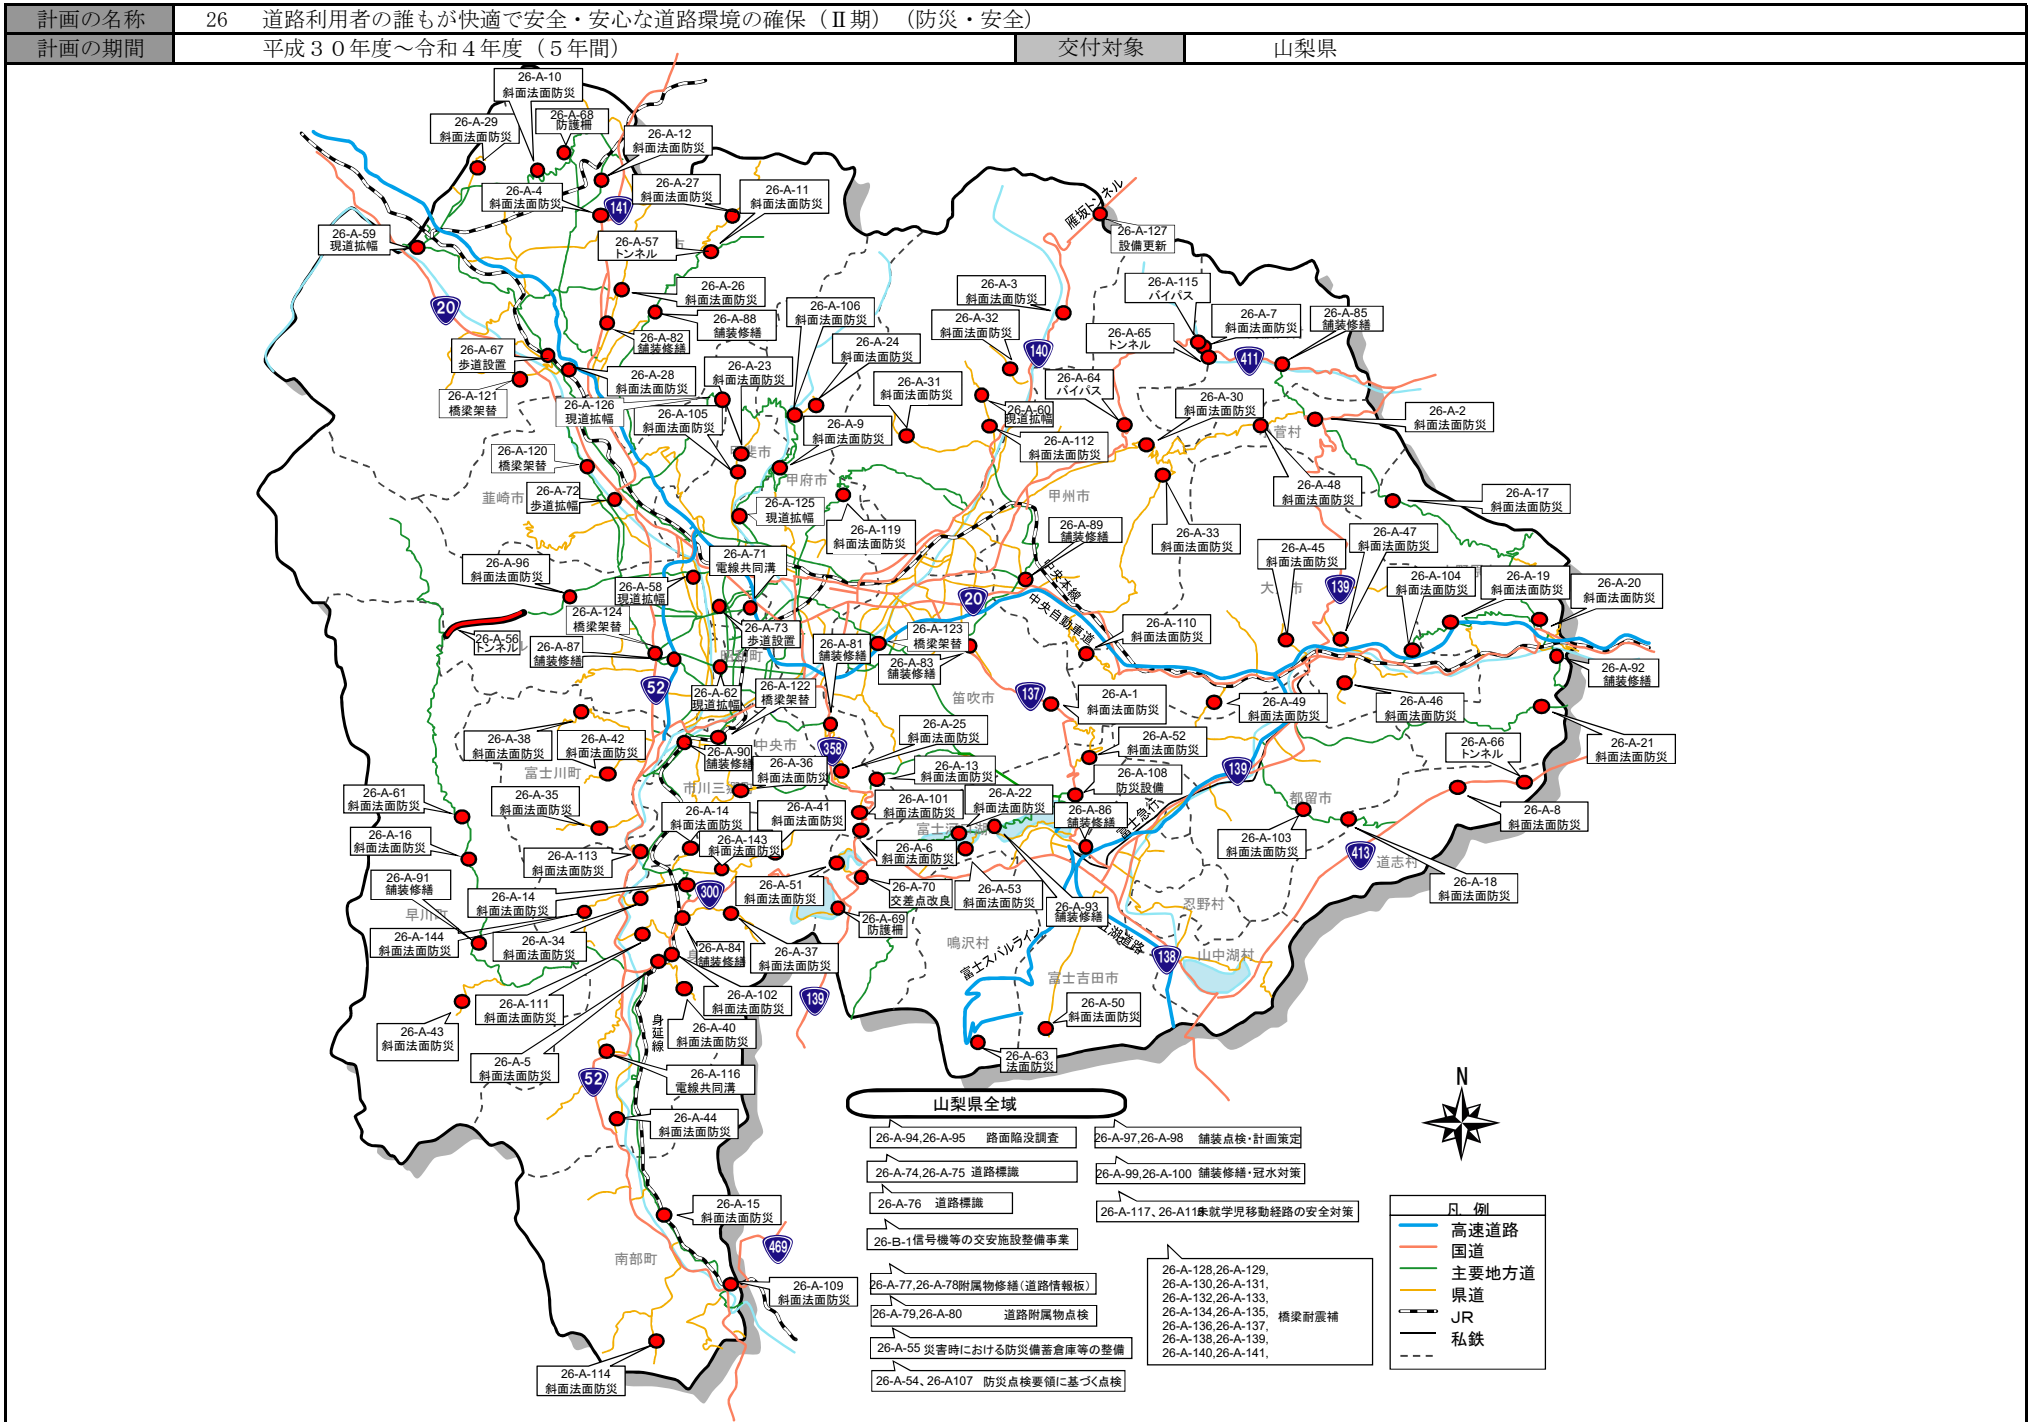 計画の名称
26 道路利用者の誰もが快適で安全・安心な道路環境の確保（Ⅱ期）（防災・安全）
計画の期間
平成３０年度～令和４年度（５年間）
交付対象
山梨県
26-A-10
斜面法面防災
26-A-29
斜面法面防災
26-A-68
防護柵
26-A-12
斜面法面防災
26-A-4
斜面法面防災
141
26-A-27
斜面法面防災
26-A-11
斜面法面防災
26-A-59
現道拡幅
26-A-57
トンネル
市
雁坂トンネル
26-A-127
設備更新
20
26-A-26
斜面法面防災
26-A-88
舗装修繕
26-A-82
舗装修繕
26-A-106
斜面法面防災
26-A-24
斜面法面防災
26-A-3
斜面法面防災
26-A-32
斜面法面防災
140
26-A-115
バイパス
26-A-7
斜面法面防災
26-A-85
舗装修繕
26-A-65
トンネル
411
26-A-67
歩道設置
26-A-28
斜面法面防災
26-A-23
斜面法面防災
26-A-31
斜面法面防災
26-A-64
バイパス
26-A-30
斜面法面防災
26-A-121
橋梁架替
26-A-126
現道拡幅
26-A-105
斜面法面防災
26-A-9
斜面法面防災
26-A-60
現道拡幅
26-A-112
斜面法面防災
26-A-2
斜面法面防災
菅村
26-A-120
橋梁架替
甲斐市
甲府市
韮崎市
26-A-72
歩道拡幅
26-A-125
現道拡幅
26-A-119
斜面法面防災
甲州市
26-A-48
斜面法面防災
26-A-17
斜面法面防災
26-A-33
斜面法面防災
26-A-89
舗装修繕
26-A-45
斜面法面防災
26-A-47
斜面法面防災
26-A-96
斜面法面防災
26-A-71
電線共同溝
26-A-58
現道拡幅
中央本線
中央自動車道
20
大月市
139
26-A-104
斜面法面防災
26-A-19
斜面法面防災
26-A-20
斜面法面防災
26-A-124
橋梁架替
26-A-73
歩道設置
26-A-56
トンネル
26-A-87
舗装修繕
26-A-81
舗装修繕
26-A-123
橋梁架替
26-A-83
舗装修繕
26-A-110
斜面法面防災
26-A-92
舗装修繕
52
26-A-62
現道拡幅
26-A-122
橋梁架替
笛吹市
137
26-A-1
斜面法面防災
26-A-49
斜面法面防災
26-A-46
斜面法面防災
26-A-38
斜面法面防災
26-A-42
斜面法面防災
26-A-90
舗装修繕
中央市
358
26-A-25
斜面法面防災
26-A-52
斜面法面防災
26-A-66
トンネル
26-A-21
斜面法面防災
富士川町
26-A-36
斜面法面防災
26-A-13
斜面法面防災
26-A-108
防災設備
139
26-A-61
斜面法面防災
26-A-35
斜面法面防災
26-A-14
斜面法面防災
26-A-41
斜面法面防災
26-A-101
斜面法面防災
26-A-22
斜面法面防災
26-A-86
舗装修繕
富士急行
都留市
26-A-8
斜面法面防災
26-A-16
斜面法面防災
26-A-113
斜面法面防災
26-A-143
斜面法面防災
26-A-6
斜面法面防災
26-A-103
斜面法面防災
413
道志村
26-A-91
舗装修繕
26-A-14
斜面法面防災
300
26-A-51
斜面法面防災
26-A-70
交差点改良
26-A-53
斜面法面防災
26-A-18
斜面法面防災
早川町
26-A-93
舗装修繕
忍野村
26-A-144
斜面法面防災
26-A-34
斜面法面防災
26-A-84
舗装修繕
26-A-37
斜面法面防災
26-A-69
防護柵
鳴沢村
富士スバルライン
138
山中湖村
26-A-111
斜面法面防災
26-A-102
斜面法面防災
139
富士吉田市
26-A-43
斜面法面防災
身延線
26-A-40
斜面法面防災
26-A-50
斜面法面防災
26-A-5
斜面法面防災
26-A-63
法面防災
52
26-A-116
電線共同溝
26-A-44
斜面法面防災
26-A-15
斜面法面防災
南部町
469
26-A-109
斜面法面防災
26-A-114
斜面法面防災
山梨県全域
26-A-94,26-A-95 路面陥没調査
26-A-97,26-A-98 舗装点検・計画策定
26-A-74,26-A-75 道路標識
26-A-99,26-A-100 舗装修繕・冠水対策
26-A-76 道路標識
26-A-117、26-A118未就学児移動経路の安全対策
26-B-1信号機等の交安施設整備事業
26-A-77,26-A-78附属物修繕（道路情報板）
26-A-79,26-A-80 道路附属物点検
26-A-55 災害時における防災備蓄倉庫等の整備
26-A-54、26-A107 防災点検要領に基づく点検
26-A-128,26-A-129,
26-A-130,26-A-131,
26-A-132,26-A-133,
26-A-134,26-A-135,
26-A-136,26-A-137,
26-A-138,26-A-139,
26-A-140,26-A-141,
橋梁耐震補
N
凡 例
高速道路
国道
主要地方道
県道
JR
私鉄